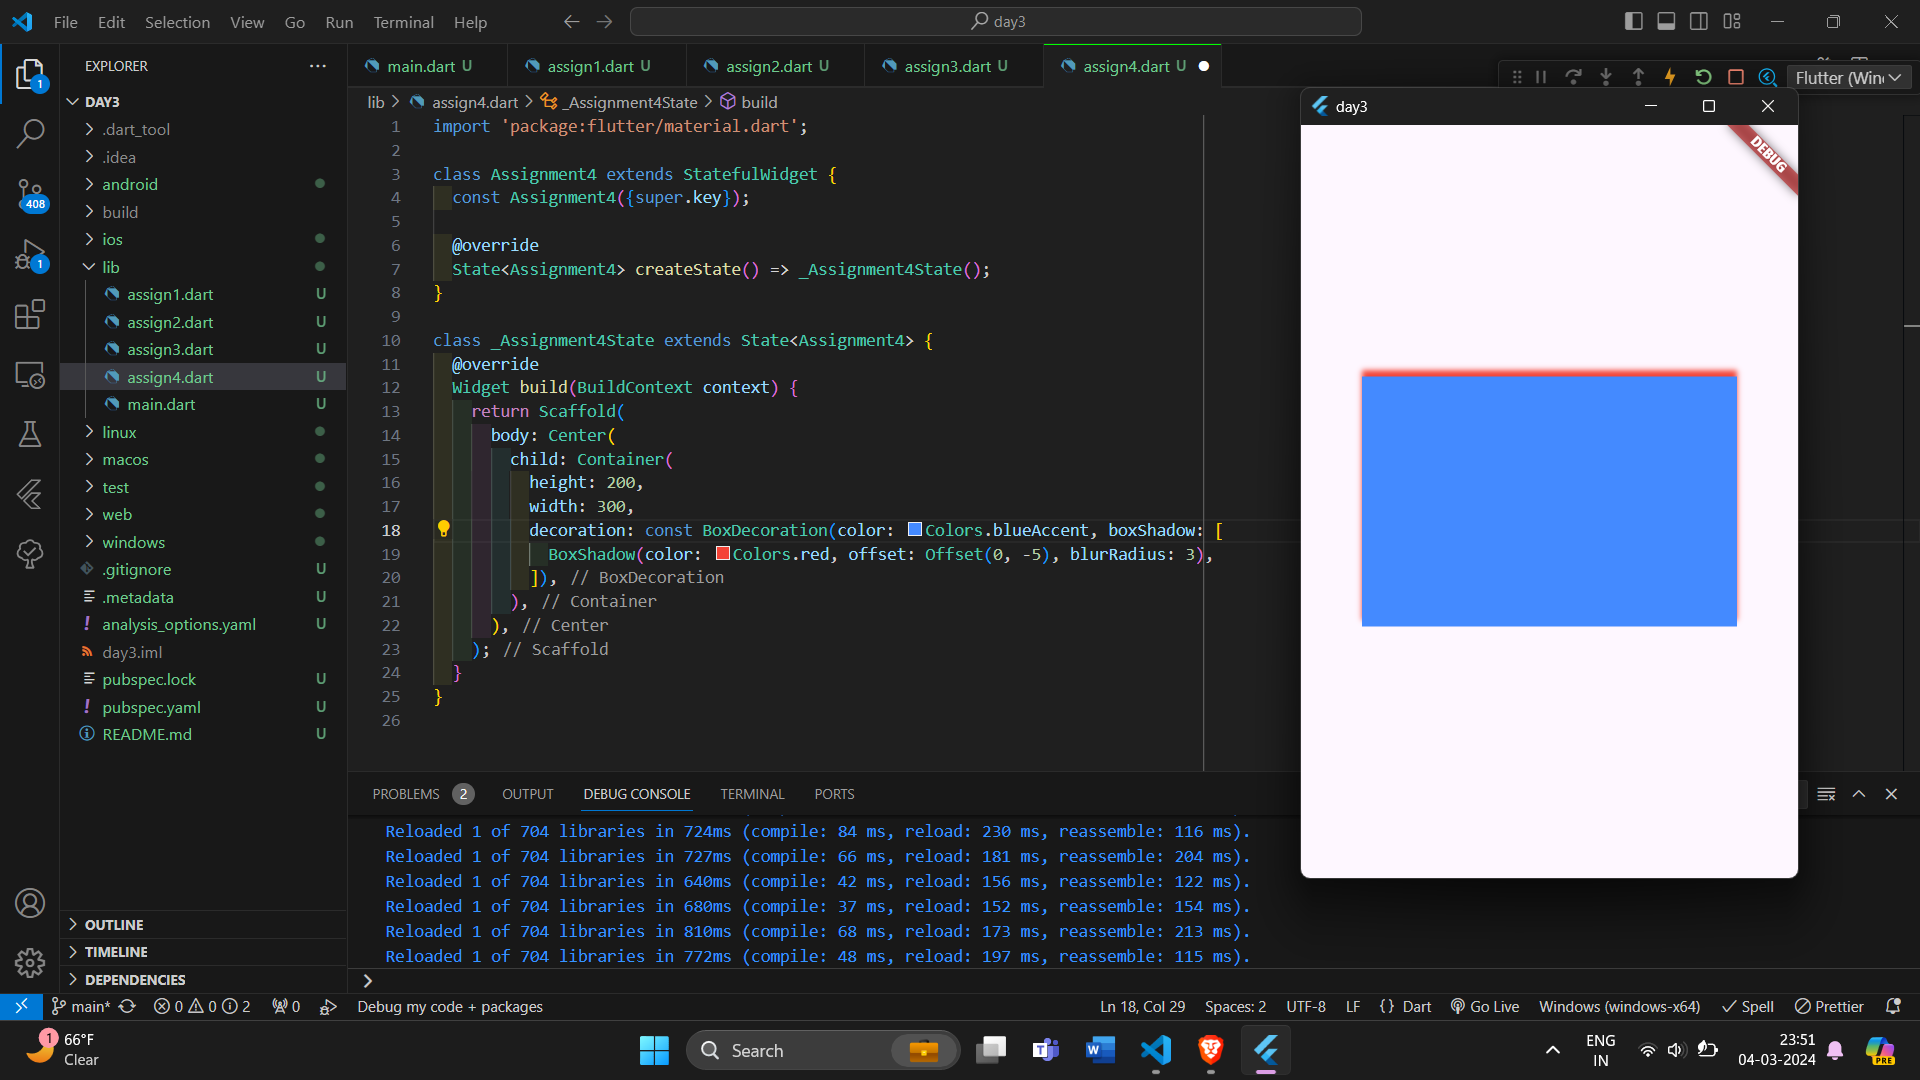 File Edit Selection View Go Run Terminal Help
day3
EXPLORER
DAY3
.dart_tool
.idea
android
build
ios
lib
assign1.dart U
assign2.dart U
assign3.dart U
assign4.dart U
main.dart U
linux
macos
test
web
windows
.gitignore U
.metadata U
analysis_options.yaml U
day3.iml
pubspec.lock U
pubspec.yaml U
README.md U
OUTLINE
TIMELINE
DEPENDENCIES
1
408
1
main.dart U assign1.dart U assign2.dart U assign3.dart U assign4.dart U
Flutter (Win
lib > assign4.dart > _Assignment4State > build
1 import 'package:flutter/material.dart';
2
3 class Assignment4 extends StatefulWidget {
4 const Assignment4({super.key});
5
6 @override
7 State<Assignment4> createState() => _Assignment4State();
8 }
9
10 class _Assignment4State extends State<Assignment4> {
11 @override
12 Widget build(BuildContext context) {
13 return Scaffold(
14 body: Center(
15 child: Container(
16 height: 200,
17 width: 300,
18 decoration: const BoxDecoration(color: Colors.blueAccent, boxShadow: [
19 BoxShadow(color: Colors.red, offset: Offset(0, -5), blurRadius: 3),
20 ]), // BoxDecoration
21 ), // Container
22 ), // Center
23 ); // Scaffold
24 }
25 }
26
day3
DEBUG
PROBLEMS 2 OUTPUT DEBUG CONSOLE TERMINAL PORTS
Reloaded 1 of 704 libraries in 724ms (compile: 84 ms, reload: 230 ms, reassemble: 116 ms).
Reloaded 1 of 704 libraries in 727ms (compile: 66 ms, reload: 181 ms, reassemble: 204 ms).
Reloaded 1 of 704 libraries in 640ms (compile: 42 ms, reload: 156 ms, reassemble: 122 ms).
Reloaded 1 of 704 libraries in 680ms (compile: 37 ms, reload: 152 ms, reassemble: 154 ms).
Reloaded 1 of 704 libraries in 810ms (compile: 68 ms, reload: 173 ms, reassemble: 213 ms).
Reloaded 1 of 704 libraries in 772ms (compile: 48 ms, reload: 197 ms, reassemble: 115 ms).
>
main* 0 0 2 0 Debug my code + packages Ln 18, Col 29 Spaces: 2 UTF-8 LF {} Dart Go Live Windows (windows-x64) Spell Prettier
1
66°F
Clear
Search
ENG
IN
23:51
04-03-2024
PRE